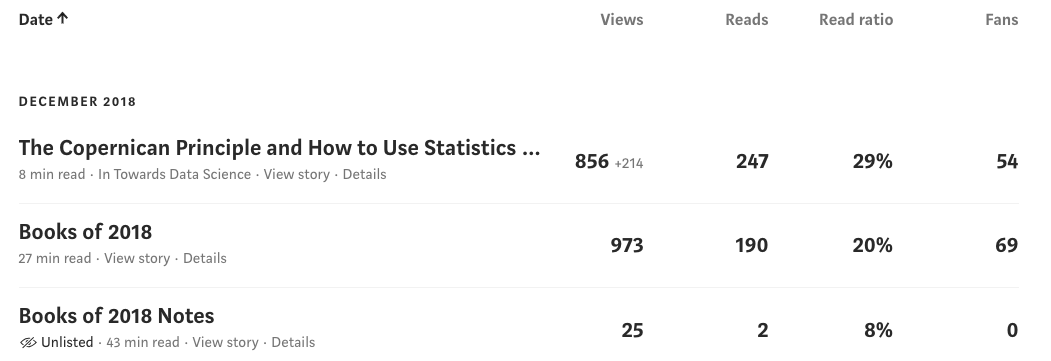 Date ↑ Views Reads Read ratio Fans
DECEMBER 2018
The Copernican Principle and How to Use Statistics ... 856 +214 247 29% 54
8 min read · In Towards Data Science · View story · Details
Books of 2018 973 190 20% 69
27 min read · View story · Details
Books of 2018 Notes 25 2 8% 0
Unlisted · 43 min read · View story · Details